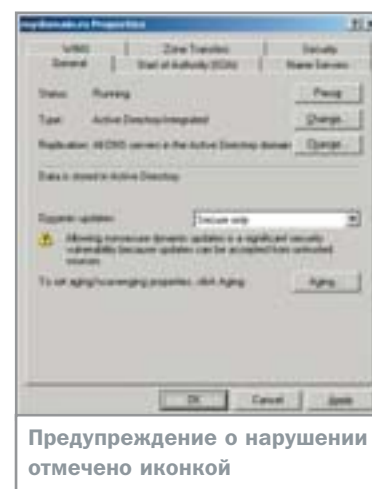 mydomain.ru Properties
WINS Zone Transfers Security
General Start of Authority (SOA) Name Servers
Status: Running Pause
Type: Active Directory-Integrated Change...
Replication: All DNS servers in the Active Directory domain Change...
Data is stored in Active Directory.
Dynamic updates: Secure only
Allowing nonsecure dynamic updates is a significant security
vulnerability because updates can be accepted from untrusted
sources.
To set aging/scavenging properties, click Aging. Aging...
OK Cancel Apply
Предупреждение о нарушении
отмечено иконкой